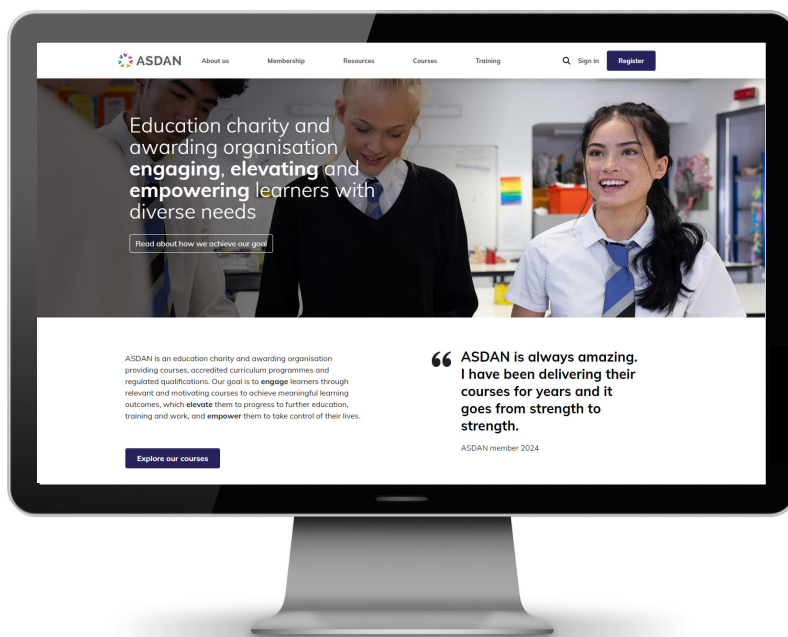 ASDAN About us Membership Resources Courses Training Sign in Register
Education charity and
awarding organisation
engaging, elevating and
empowering learners with
diverse needs
Read about how we achieve our goal
ASDAN is an education charity and awarding organisation
providing courses, accredited curriculum programmes and
regulated qualifications. Our goal is to engage learners through
relevant and motivating courses to achieve meaningful learning
outcomes, which elevate them to progress to further education,
training and work, and empower them to take control of their lives.
Explore our courses
“ ASDAN is always amazing.
I have been delivering their
courses for years and it
goes from strength to
strength.
ASDAN member 2024